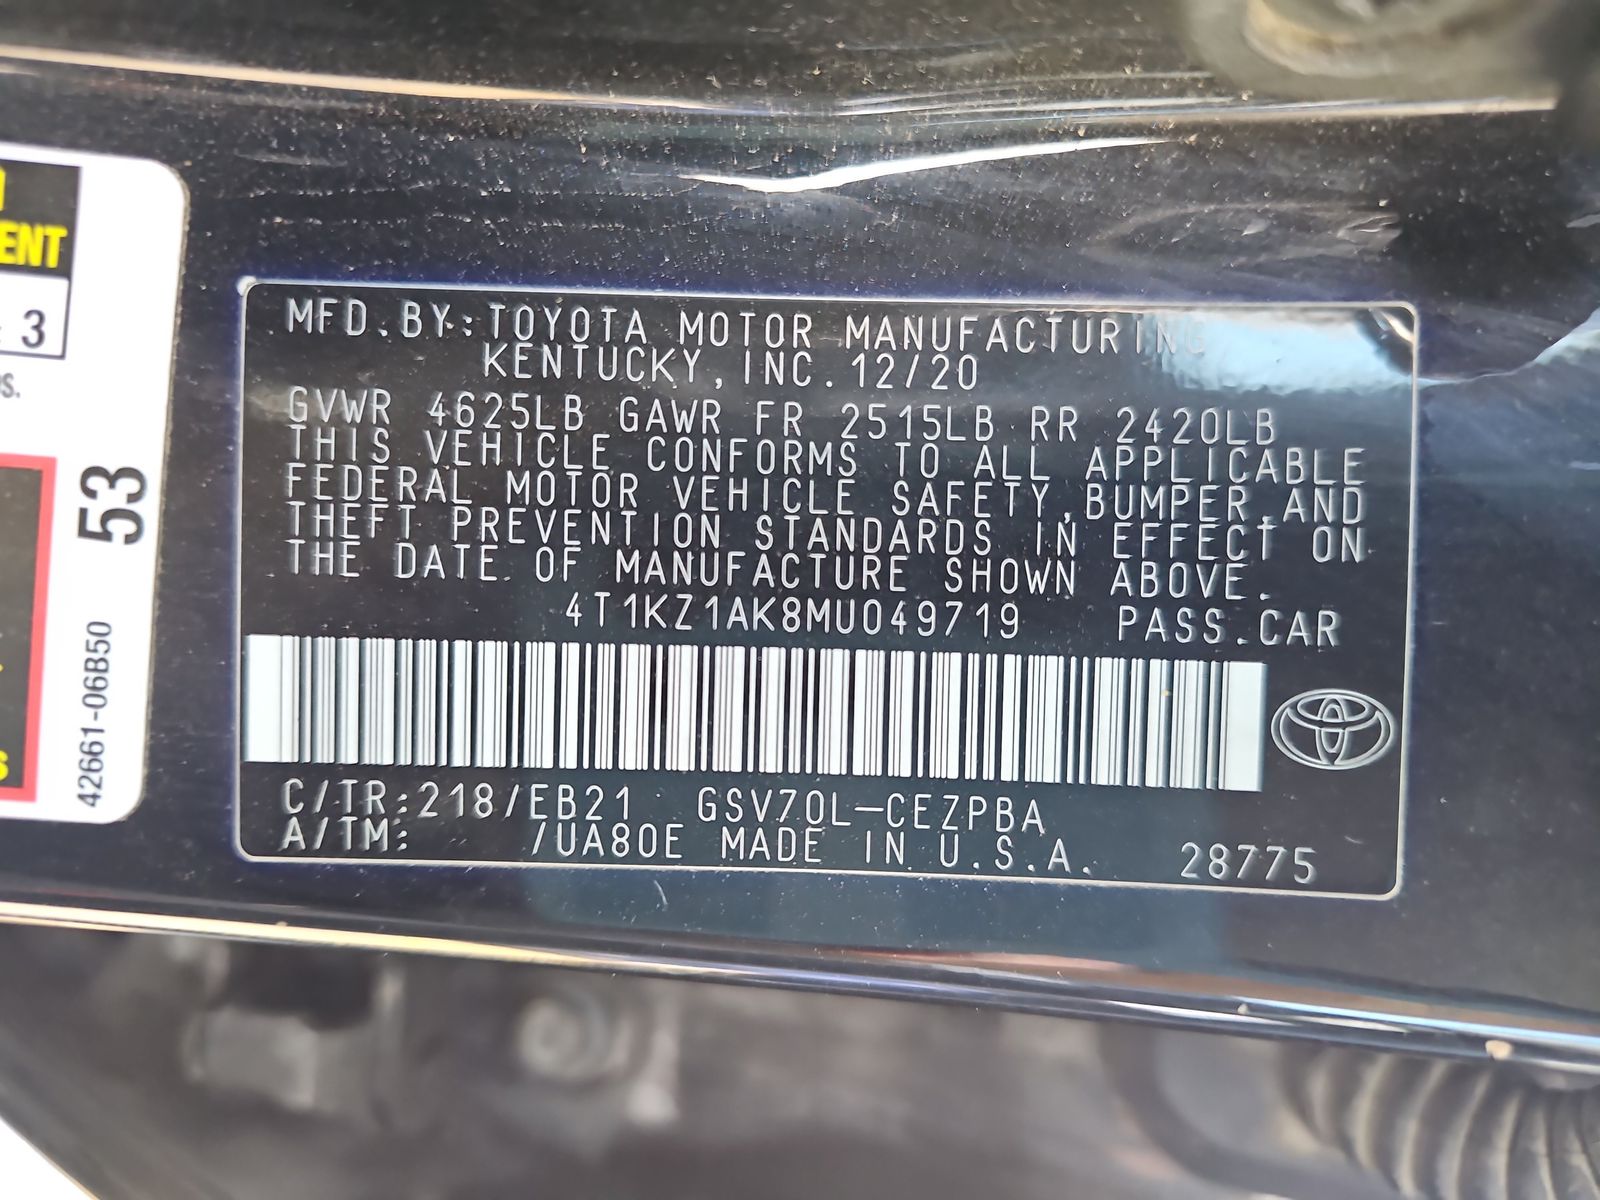 ENT
3
53
42661-06B50
MFD.BY:TOYOTA MOTOR MANUFACTURING
KENTUCKY,INC.12/20
GVWR 4625LB GAWR FR 2515LB RR 2420LB
THIS VEHICLE CONFORMS TO ALL APPLICABLE
FEDERAL MOTOR VEHICLE SAFETY,BUMPER,AND
THEFT PREVENTION STANDARDS IN EFFECT ON
THE DATE OF MANUFACTURE SHOWN ABOVE.
4T1KZ1AK8MU049719 PASS.CAR
C/TR:218/EB21 GSV70L-CEZPBA
A/TM: /UA80E MADE IN U.S.A. 28775